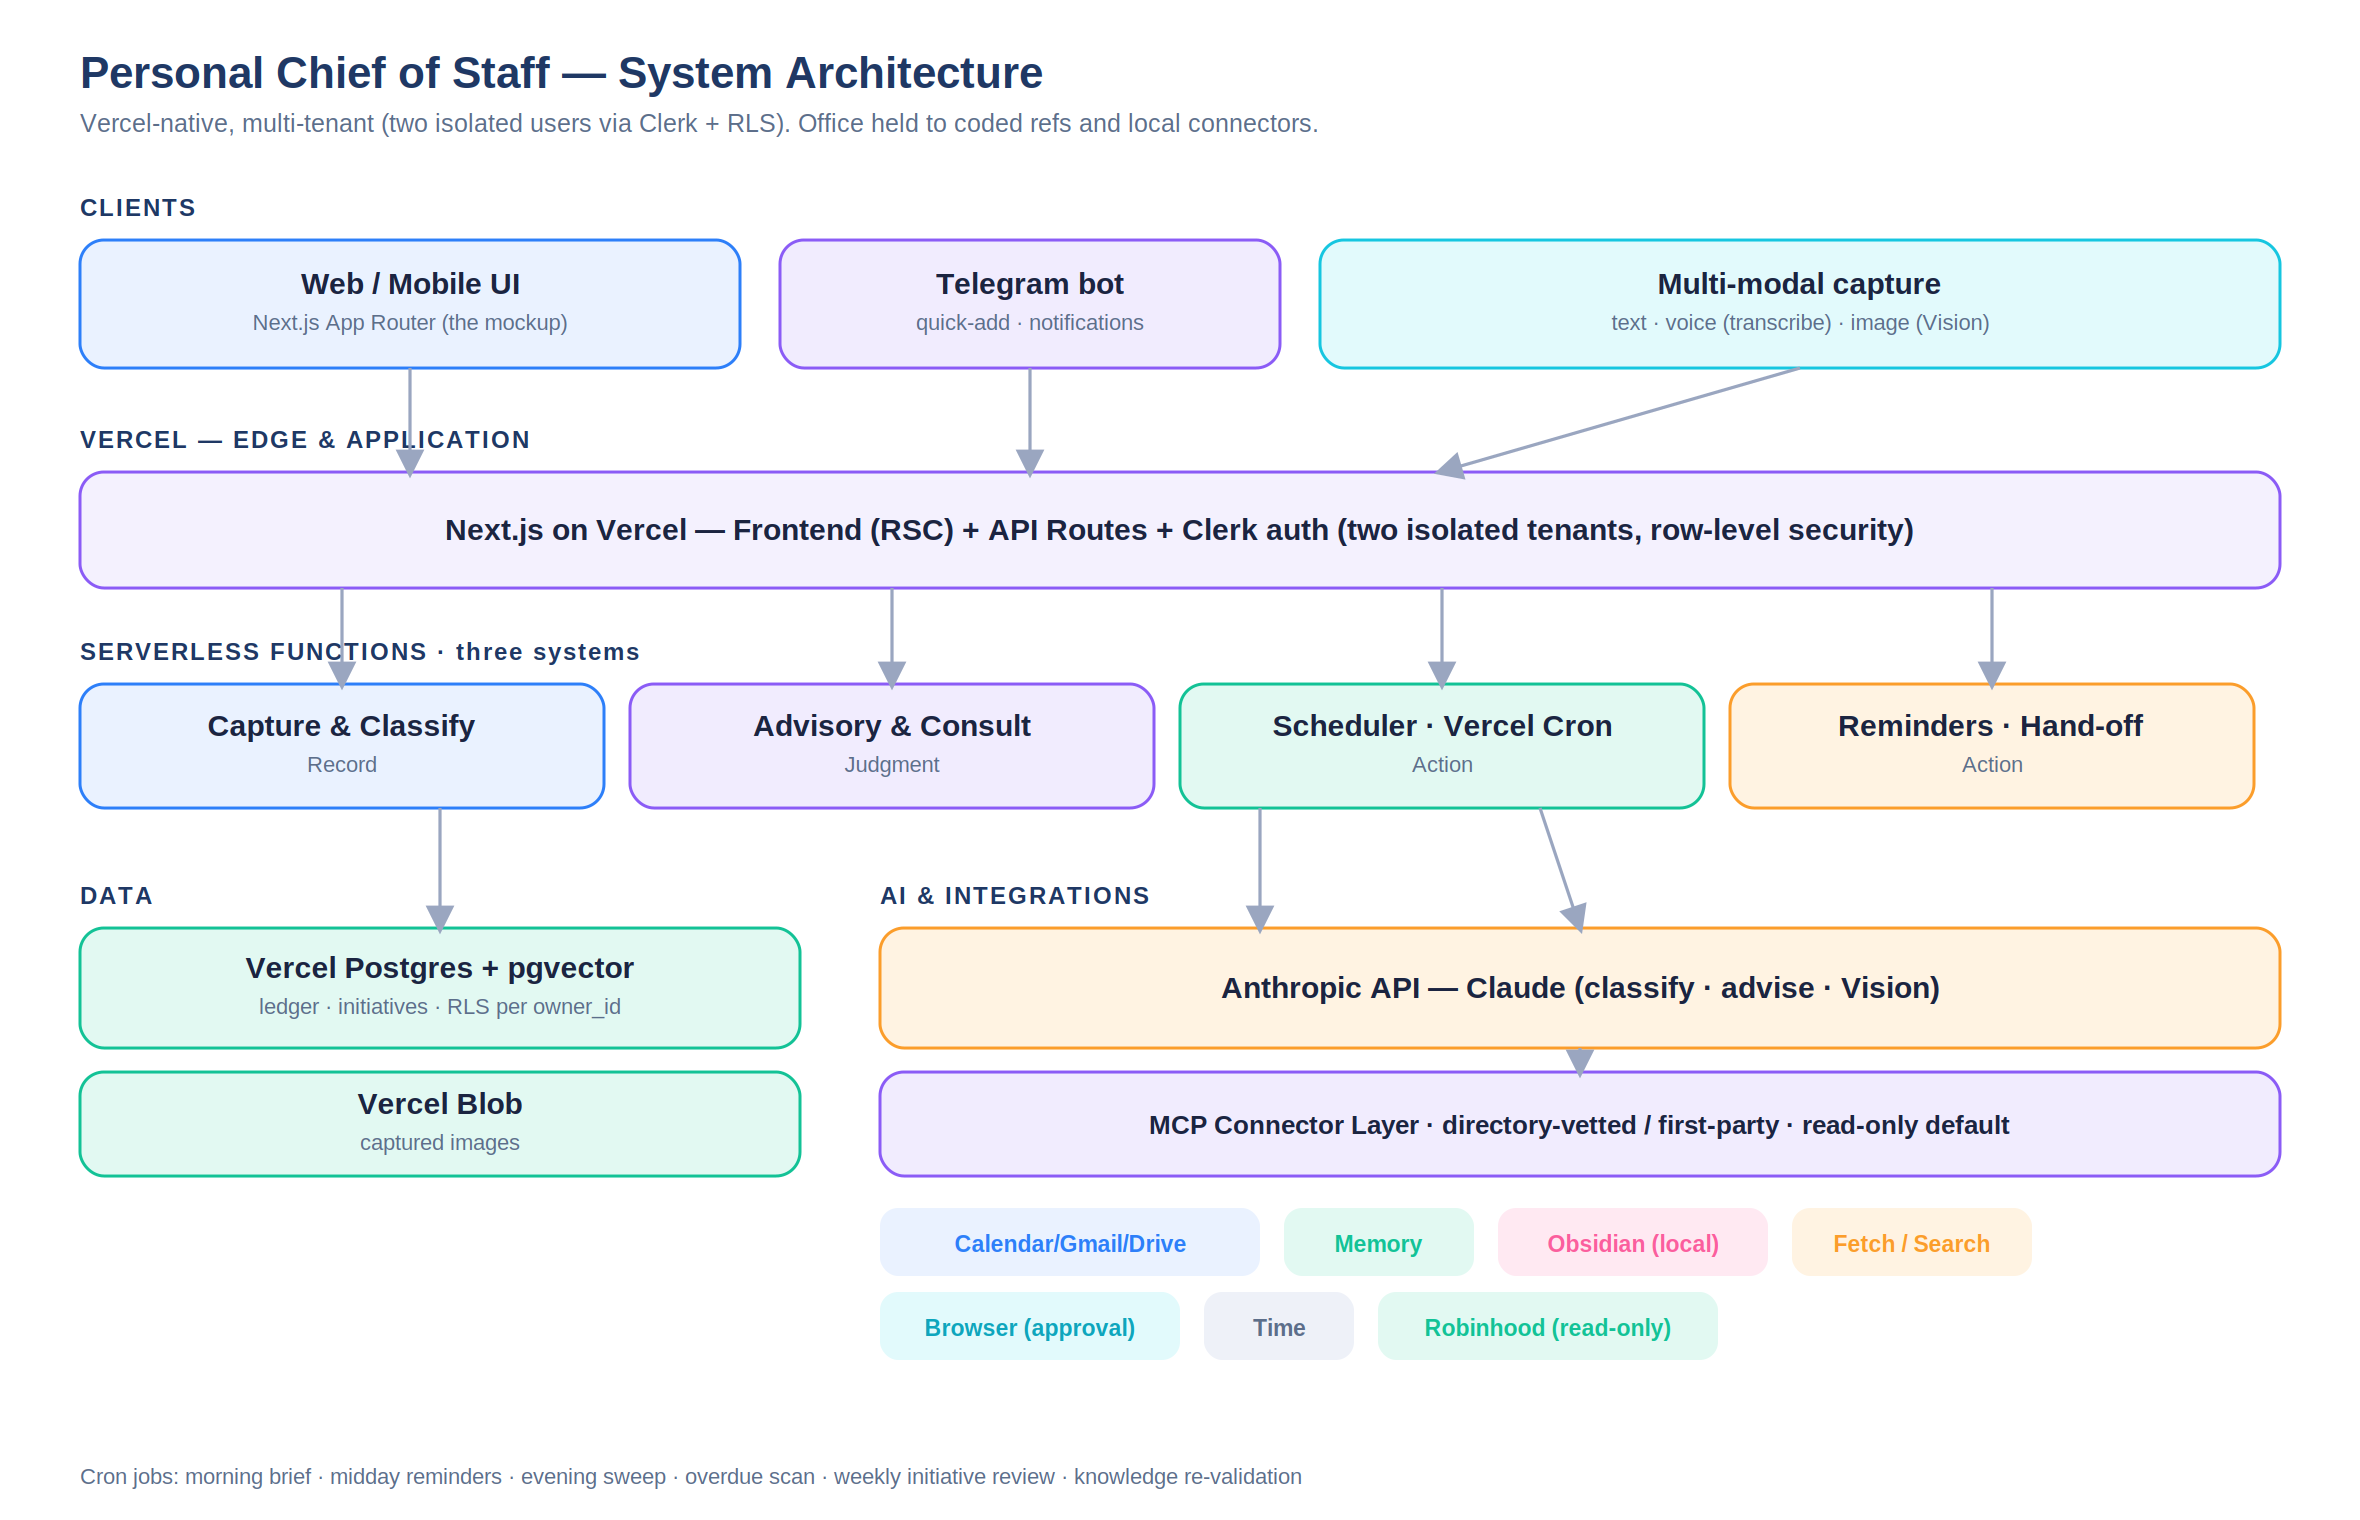 Personal Chief of Staff — System Architecture
Vercel-native, multi-tenant (two isolated users via Clerk + RLS). Office held to coded refs and local connectors.
CLIENTS
Web / Mobile UI
Next.js App Router (the mockup)
Telegram bot
quick-add · notifications
Multi-modal capture
text · voice (transcribe) · image (Vision)
VERCEL — EDGE & APPLICATION
Next.js on Vercel — Frontend (RSC) + API Routes + Clerk auth (two isolated tenants, row-level security)
SERVERLESS FUNCTIONS · three systems
Capture & Classify
Record
Advisory & Consult
Judgment
Scheduler · Vercel Cron
Action
Reminders · Hand-off
Action
DATA
Vercel Postgres + pgvector
ledger · initiatives · RLS per owner_id
Vercel Blob
captured images
AI & INTEGRATIONS
Anthropic API — Claude (classify · advise · Vision)
MCP Connector Layer · directory-vetted / first-party · read-only default
Calendar/Gmail/Drive
Memory
Obsidian (local)
Fetch / Search
Browser (approval)
Time
Robinhood (read-only)
Cron jobs: morning brief · midday reminders · evening sweep · overdue scan · weekly initiative review · knowledge re-validation